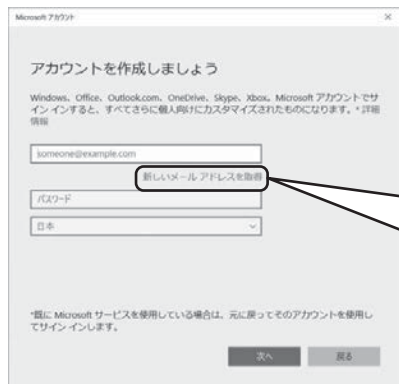 Microsoft アカウント
アカウントを作成しましょう
Windows、Office、Outlook.com、OneDrive、Skype、Xbox。Microsoft アカウントでサ
イン インすると、すべてさらに個人向けにカスタマイズされたものになります。* 詳細
情報
someone@example.com
新しいメール アドレスを取得
パスワード
日本
*既に Microsoft サービスを使用している場合は、元に戻ってそのアカウントを使用し
てサイン インします。
次へ
戻る